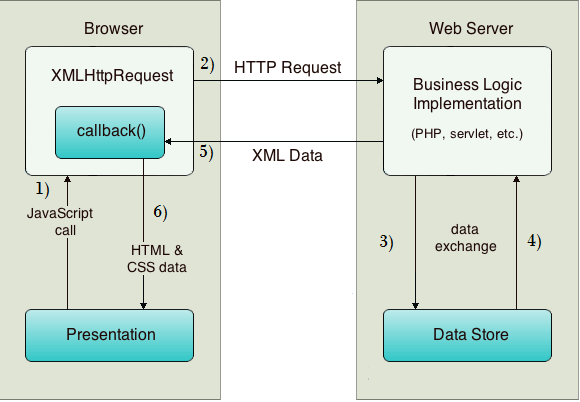 Browser
Web Server
XMLHttpRequest
callback()
2)
HTTP Request
5)
XML Data
Business Logic
Implementation
(PHP, servlet, etc.)
1)
JavaScript
call
6)
HTML &
CSS data
3)
data
exchange
4)
Presentation
Data Store